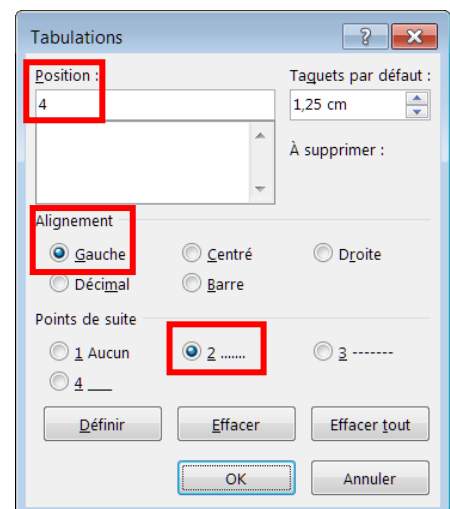 Tabulations
Position : Taquets par défaut :
4 1,25 cm
À supprimer :
Alignement
Gauche Centré Droite
Décimal Barre
Points de suite
1 Aucun 2 ....... 3 -------
4 ___
Définir Effacer Effacer tout
OK Annuler